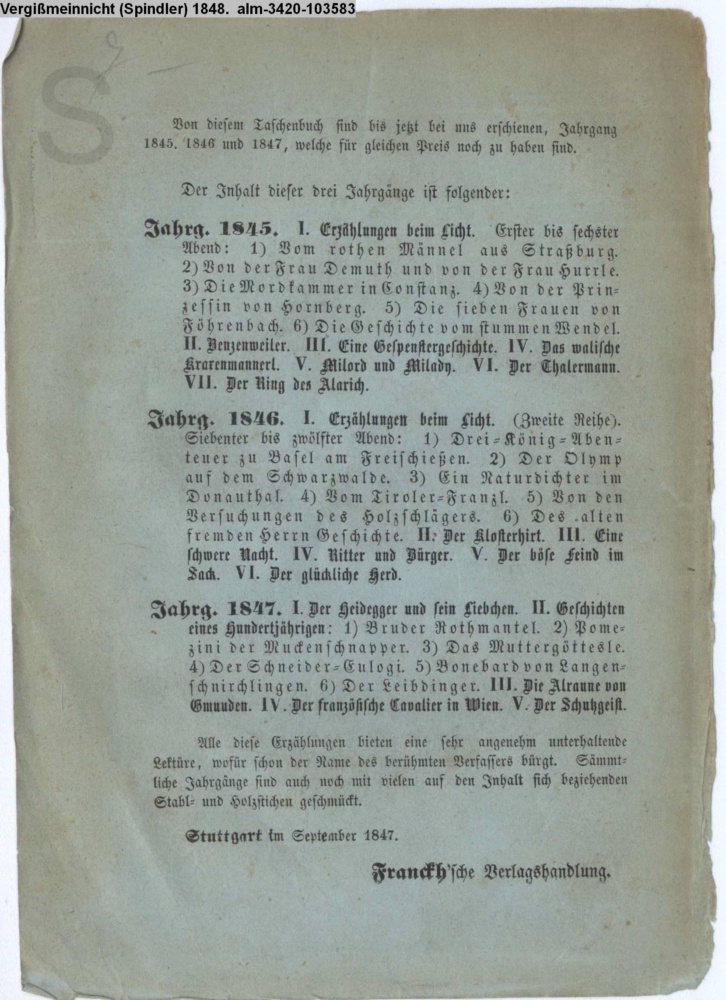 Vergißmeinnicht (Spindler) 1848. alm-3420-103583
S
Von diesem Taschenbuch sind bis jetzt bei uns erschienen, Jahrgang
1845. 1846 und 1847, welche für gleichen Preis noch zu haben sind.
Der Inhalt dieser drei Jahrgänge ist folgender:
Jahrg. 1845. I. Erzählungen beim Licht. Erster bis sechster
Abend: 1) Vom rothen Männel aus Straßburg.
2) Von der Frau Demuth und von der Frau Hurrle.
3) Die Mordkammer in Constanz. 4) Von der Prin-
zessin von Hornberg. 5) Die sieben Frauen von
Föhrenbach. 6) Die Geschichte vom stummen Wendel.
II. Benzenweiler. III. Eine Gespenstergeschichte. IV. Das walische
Krarenmannerl. V. Milord und Milady. VI. Der Thalermann.
VII. Der Ring des Alarich.
Jahrg. 1846. I. Erzählungen beim Licht. (Zweite Reihe).
Siebenter bis zwölfter Abend: 1) Drei-König-Aben-
teuer zu Basel am Freischießen. 2) Der Olymp
auf dem Schwarzwalde. 3) Ein Naturdichter im
Donauthal. 4) Vom Tiroler-Franzl. 5) Von den
Versuchungen des Holzschlägers. 6) Des alten
fremden Herrn Geschichte. II. Der Klosterhirt. III. Eine
schwere Nacht. IV. Ritter und Bürger. V. Der böse Feind im
Sack. VI. Der glückliche Herd.
Jahrg. 1847. I. Der Heidegger und sein Liebchen. II. Geschichten
eines Hundertjährigen: 1) Bruder Rothmantel. 2) Pome-
zini der Muckenschnapper. 3) Das Muttergöttesle.
4) Der Schneider-Eulogi. 5) Bonebard von Langen-
schnirchlingen. 6) Der Leibdinger. III. Die Alraune von
Gmunden. IV. Der französische Cavalier in Wien. V. Der Schutzgeist.
Alle diese Erzählungen bieten eine sehr angenehm unterhaltende
Lektüre, wofür schon der Name des berühmten Verfassers bürgt. Sämmt-
liche Jahrgänge sind auch noch mit vielen auf den Inhalt sich beziehenden
Stahl- und Holzstichen geschmückt.
Stuttgart im September 1847.
Franckh'sche Verlagshandlung.